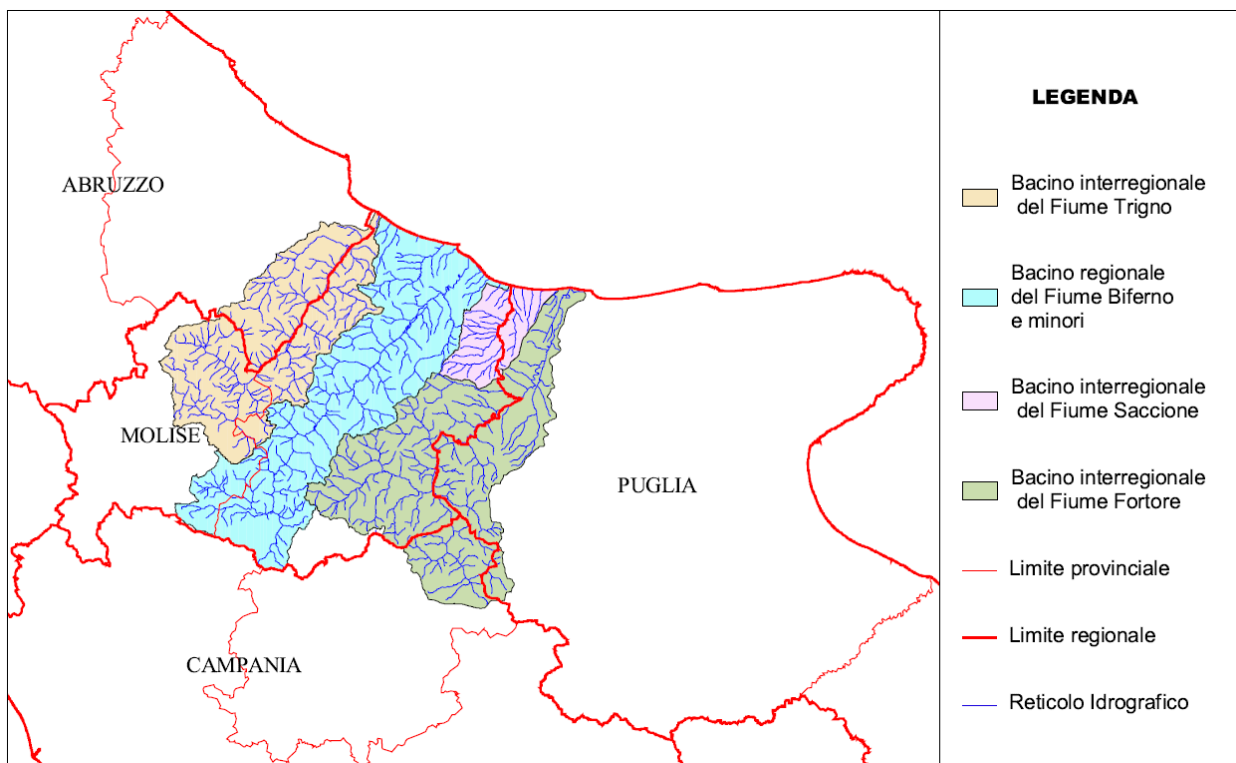 ABRUZZO
MOLISE
PUGLIA
CAMPANIA
LEGENDA
Bacino interregionale
del Fiume Trigno
Bacino regionale
del Fiume Biferno
e minori
Bacino interregionale
del Fiume Saccione
Bacino interregionale
del Fiume Fortore
Limite provinciale
Limite regionale
Reticolo Idrografico